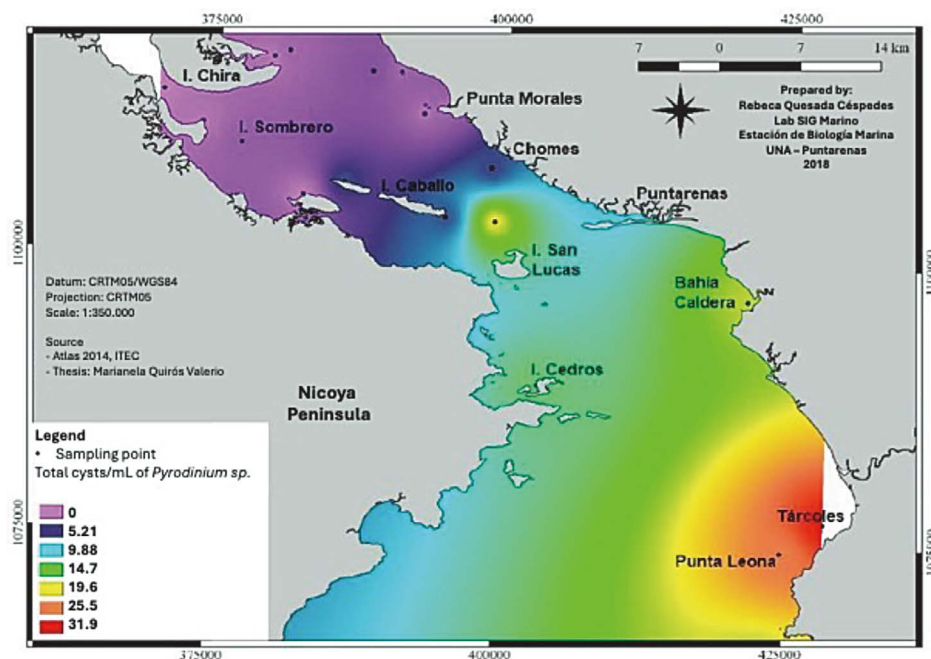 375000 400000 425000
7 0 7 14 km
I. Chira
Punta Morales
Prepared by:
Rebeca Quesada Céspedes
Lab SIG Marino
Estación de Biología Marina
UNA – Puntarenas
2018
I. Sombrero
Chomes
I. Caballo
Puntarenas
1100000
I. San
Lucas
1100000
Bahia
Caldera
Datum: CRTM05/WGS84
Projection: CRTM05
Scale: 1:350.000
Source
- Atlas 2014, ITEC
- Thesis: Marianela Quirós Valerio
I. Cedros
Nicoya
Peninsula
Legend
Sampling point
Total cysts/mL of Pyrodinium sp.
0
5.21
9.88
14.7
19.6
25.5
31.9
1075000
Tárcoles
Punta Leona
1075000
375000 400000 425000